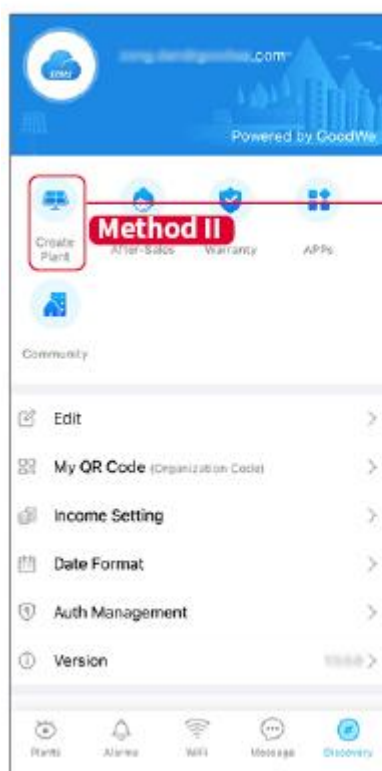 SEMS
.com
Powered by GoodWe
Create
Plant
Method II
After-Sales
Warranty
APPs
Community
Edit
My QR Code (Organization Code)
Income Setting
Date Format
Auth Management
Version
Plants
Alarms
WiFi
Message
Discovery